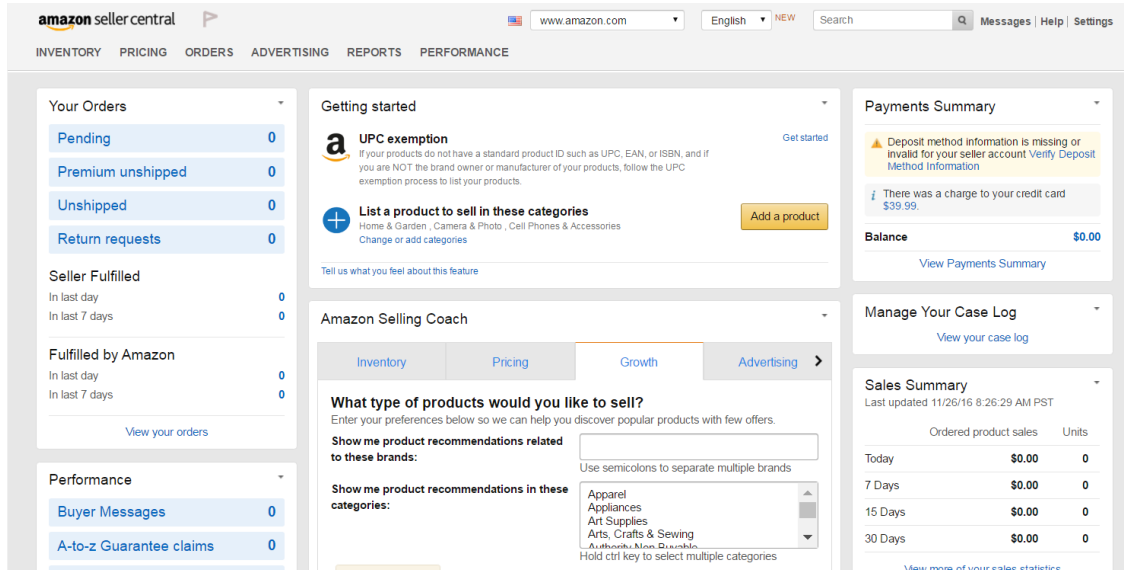 amazon seller central
www.amazon.com
English
NEW
Search
Messages | Help | Settings
INVENTORY PRICING ORDERS ADVERTISING REPORTS PERFORMANCE
Your Orders
Pending 0
Premium unshipped 0
Unshipped 0
Return requests 0
Seller Fulfilled
In last day 0
In last 7 days 0
Fulfilled by Amazon
In last day 0
In last 7 days 0
View your orders
Performance
Buyer Messages 0
A-to-z Guarantee claims 0
Getting started
a
UPC exemption Get started
If your products do not have a standard product ID such as UPC, EAN, or ISBN, and if
you are NOT the brand owner or manufacturer of your products, follow the UPC
exemption process to list your products.
List a product to sell in these categories
Home & Garden , Camera & Photo , Cell Phones & Accessories
Change or add categories
Add a product
Tell us what you feel about this feature
Amazon Selling Coach
Inventory Pricing Growth Advertising
What type of products would you like to sell?
Enter your preferences below so we can help you discover popular products with few offers.
Show me product recommendations related
to these brands:
Use semicolons to separate multiple brands
Show me product recommendations in these
categories:
Apparel
Appliances
Art Supplies
Arts, Crafts & Sewing
Authority Non Buyable
Hold ctrl key to select multiple categories
Payments Summary
Deposit method information is missing or
invalid for your seller account Verify Deposit
Method Information
i There was a charge to your credit card
$39.99.
Balance $0.00
View Payments Summary
Manage Your Case Log
View your case log
Sales Summary
Last updated 11/26/16 8:26:29 AM PST
Ordered product sales Units
Today $0.00 0
7 Days $0.00 0
15 Days $0.00 0
30 Days $0.00 0
View more of your sales statistics